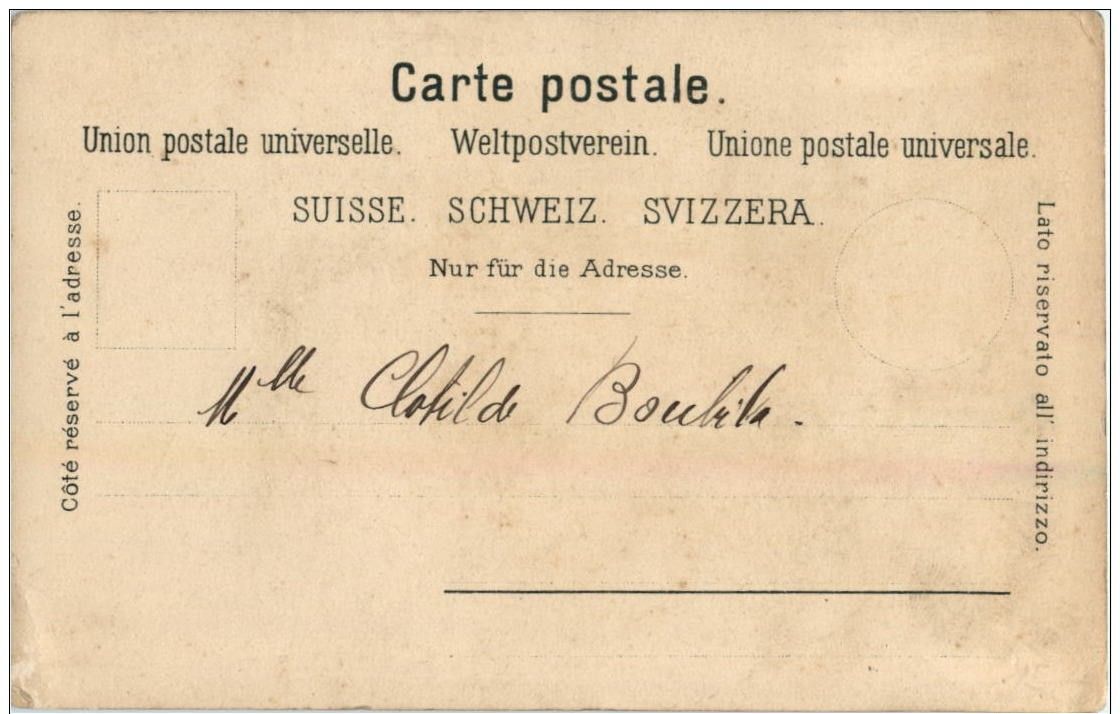 Carte postale.
Union postale universelle. Weltpostverein. Unione postale universale.
SUISSE. SCHWEIZ. SVIZZERA.
Nur für die Adresse.
Côté réservé à l'adresse.
Lato riservato all' indirizzo.
Mlle Clotilde